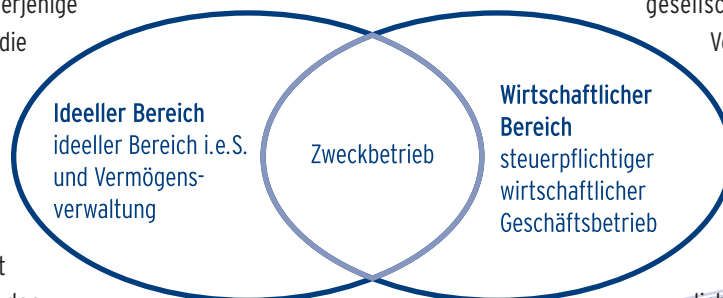 die
Ideeller Bereich
ideeller Bereich i.e.S.
und Vermögens-
verwaltung
Zweckbetrieb
Wirtschaftlicher
Bereich
steuerpflichtiger
wirtschaftlicher
Geschäftsbetrieb